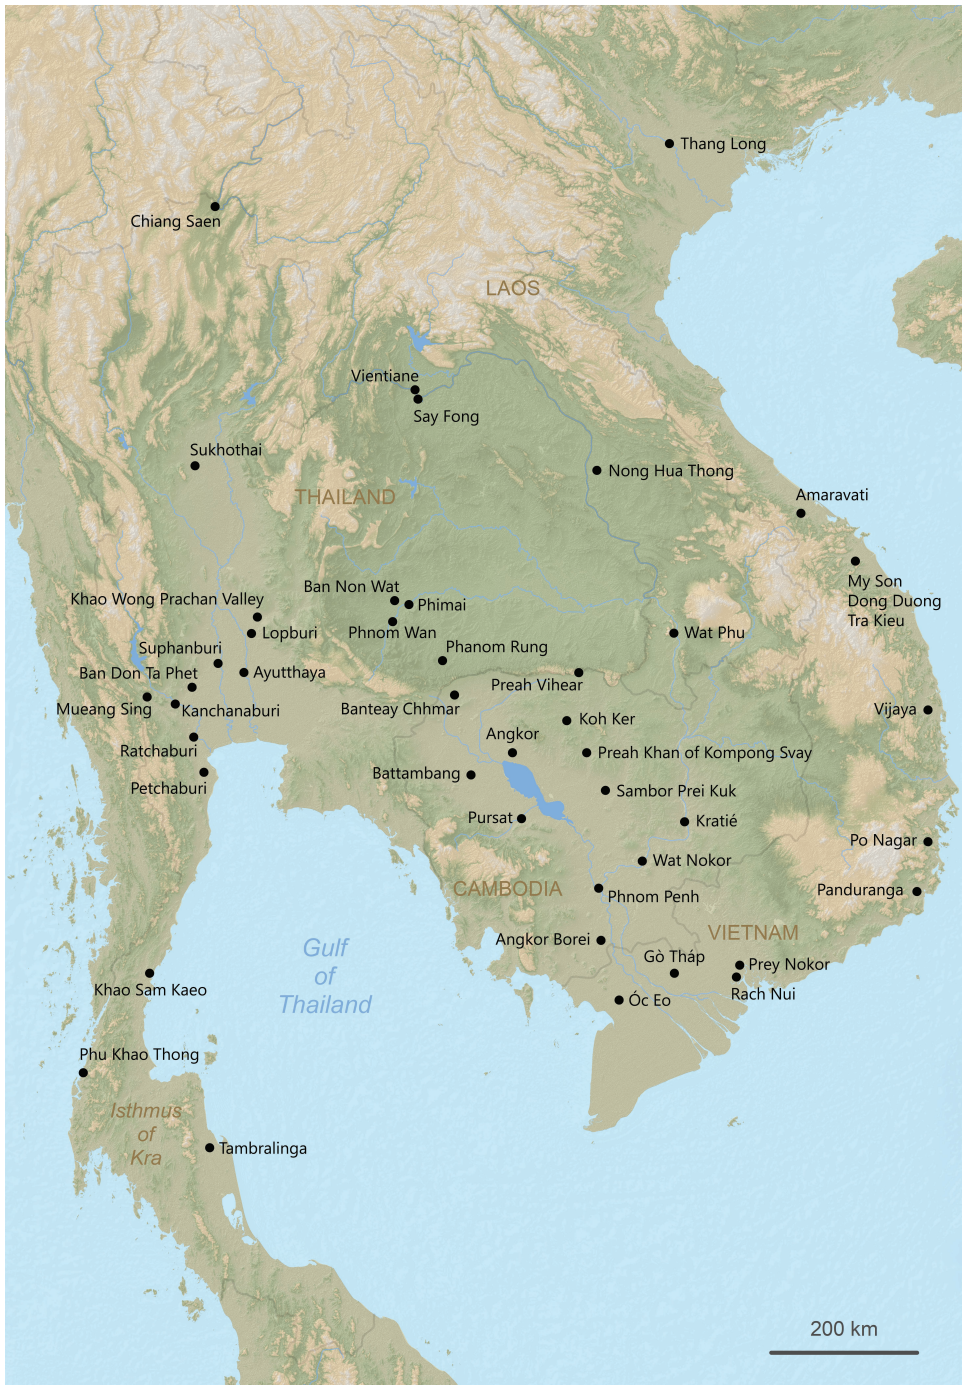 Thang Long
Chiang Saen
LAOS
Vientiane
Say Fong
Sukhothai
Nong Hua Thong
THAILAND
Amaravati
My Son
Dong Duong
Tra Kieu
Ban Non Wat
Khao Wong Prachan Valley
Phimai
Lopburi
Phnom Wan
Wat Phu
Suphanburi
Phanom Rung
Ban Don Ta Phet
Ayutthaya
Preah Vihear
Mueang Sing
Kanchanaburi
Banteay Chhmar
Vijaya
Koh Ker
Angkor
Ratchaburi
Preah Khan of Kompong Svay
Battambang
Petchaburi
Sambor Prei Kuk
Pursat
Kratié
Po Nagar
Wat Nokor
CAMBODIA
Panduranga
Phnom Penh
VIETNAM
Angkor Borei
Gulf
of
Thailand
Gò Tháp
Prey Nokor
Khao Sam Kaeo
Rach Nui
Óc Eo
Phu Khao Thong
Isthmus
of
Kra
Tambralinga
200 km